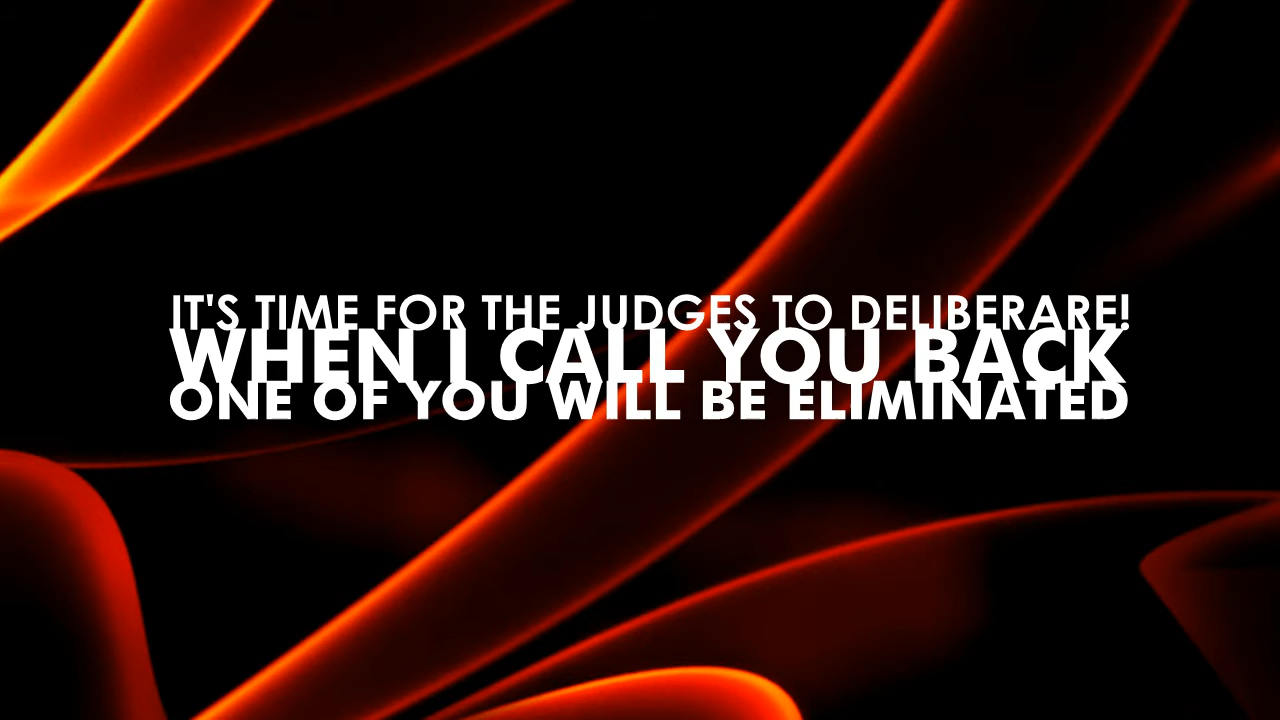 IT'S TIME FOR THE JUDGES TO DELIBERARE!
WHEN I CALL YOU BACK
ONE OF YOU WILL BE ELIMINATED